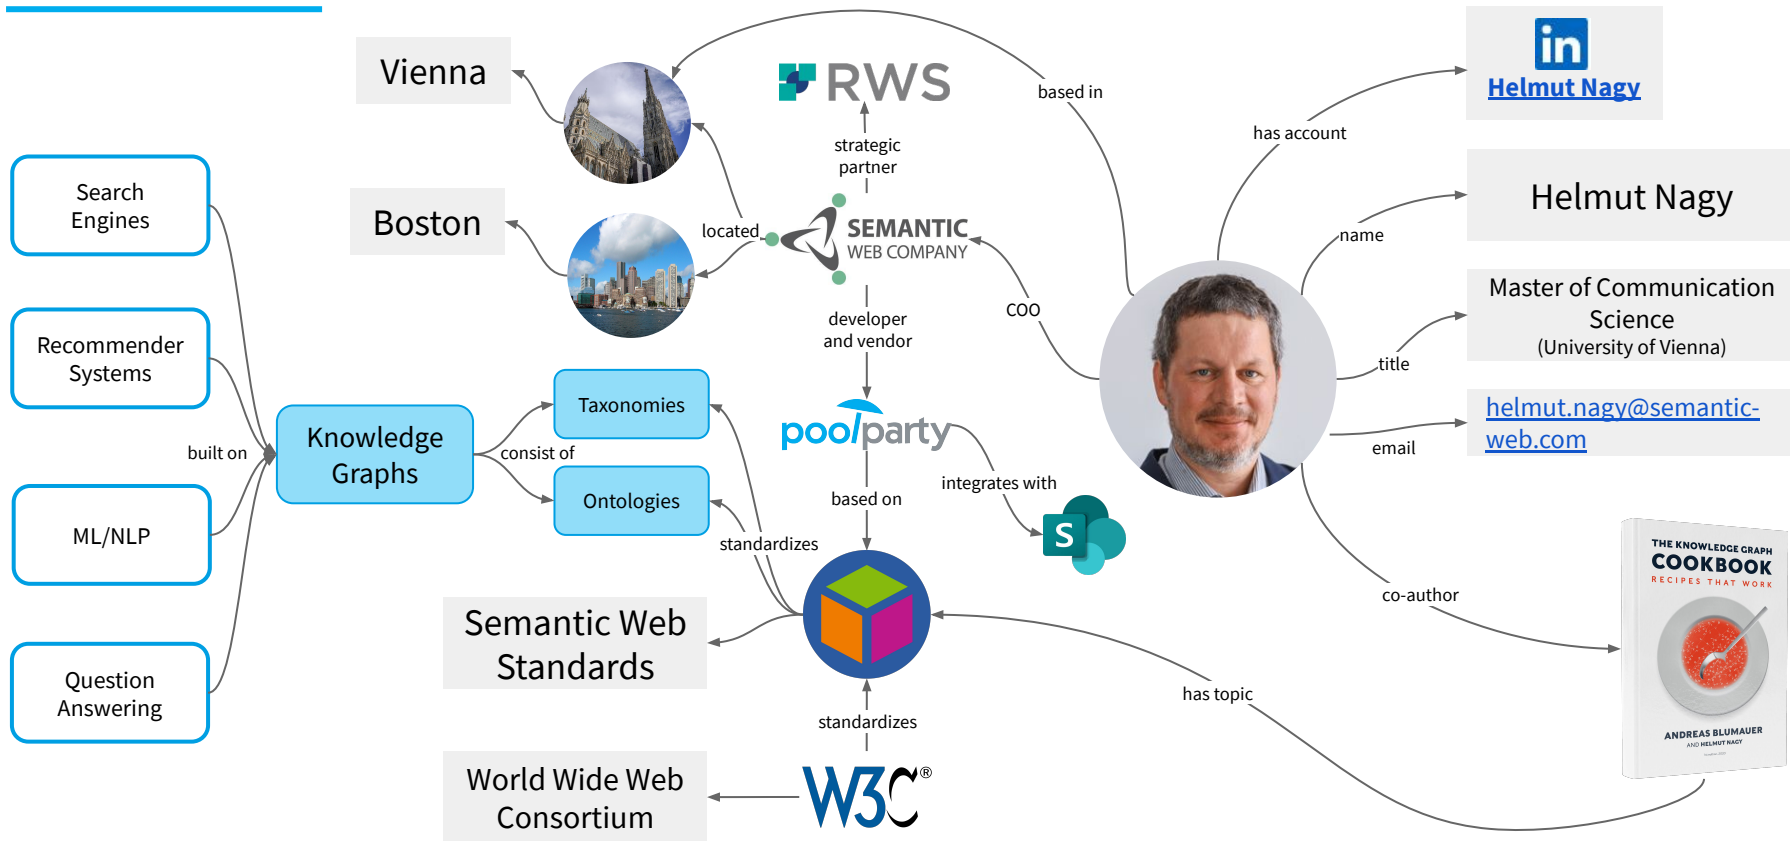 Vienna
RWS
based in
in
Helmut Nagy
has account
strategic
partner
Search
Engines
Helmut Nagy
Boston
located
SEMANTIC
WEB COMPANY
name
Master of Communication
Science
(University of Vienna)
COO
developer
and vendor
Recommender
Systems
title
Taxonomies
poolparty
helmut.nagy@semantic-
web.com
Knowledge
Graphs
built on
consist of
email
integrates with
Ontologies
based on
ML/NLP
S
standardizes
THE KNOWLEDGE GRAPH
COOKBOOK
RECIPES THAT WORK
co-author
Semantic Web
Standards
Question
Answering
has topic
standardizes
ANDREAS BLUMAUER
AND HELMUT NAGY
World Wide Web
Consortium
W3C®